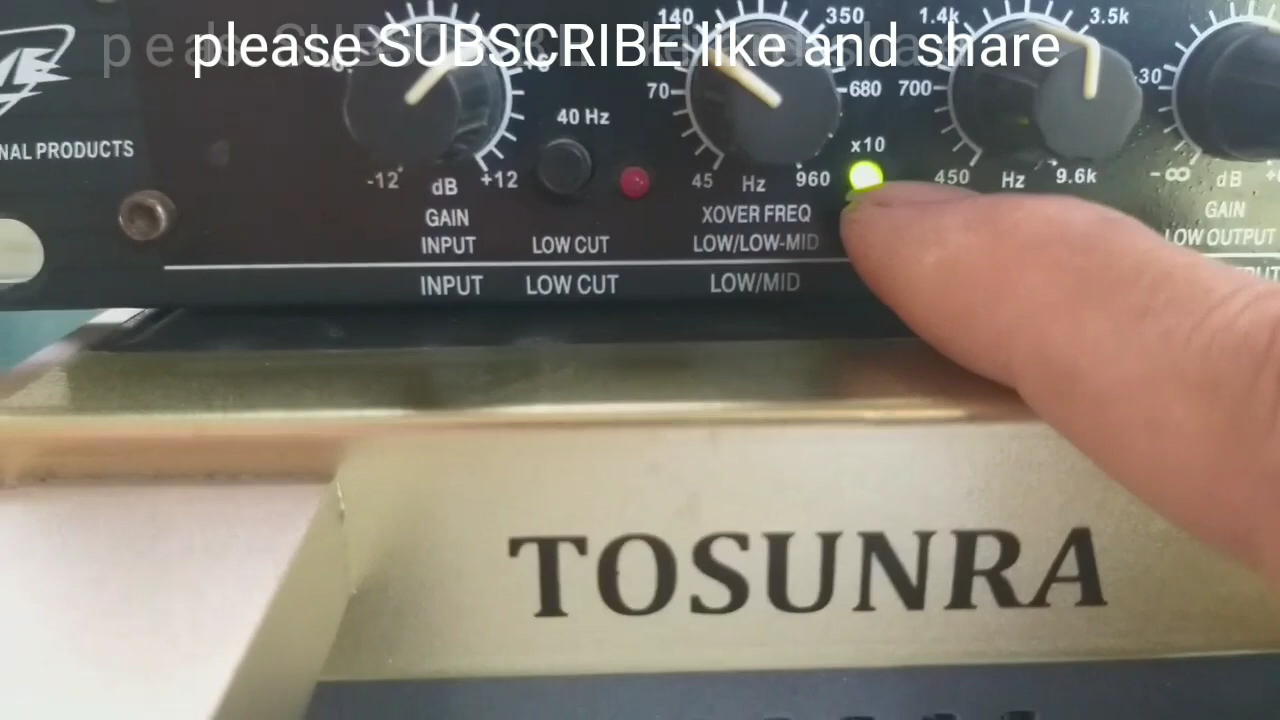 please SUBSCRIBE like and share
140 350 1.4k 3.5k
70 680 700 30
40 Hz
x10
NAL PRODUCTS
-12 dB +12 45 Hz 960 450 Hz 9.6k -∞ dB
GAIN XOVER FREQ GAIN
INPUT LOW CUT LOW/LOW-MID LOW OUTPUT
INPUT LOW CUT LOW/MID
TOSUNRA